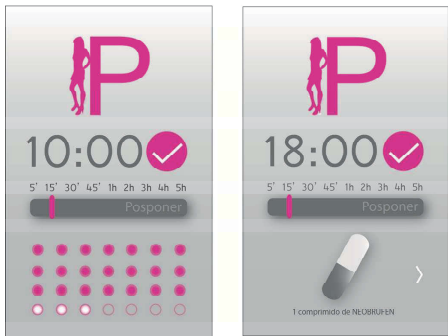 P
10:00
5' 15' 30' 45' 1h 2h 3h 4h 5h
Posponer
P
18:00
5' 15' 30' 45' 1h 2h 3h 4h 5h
Posponer
1 comprimido de NEOBRUFEN